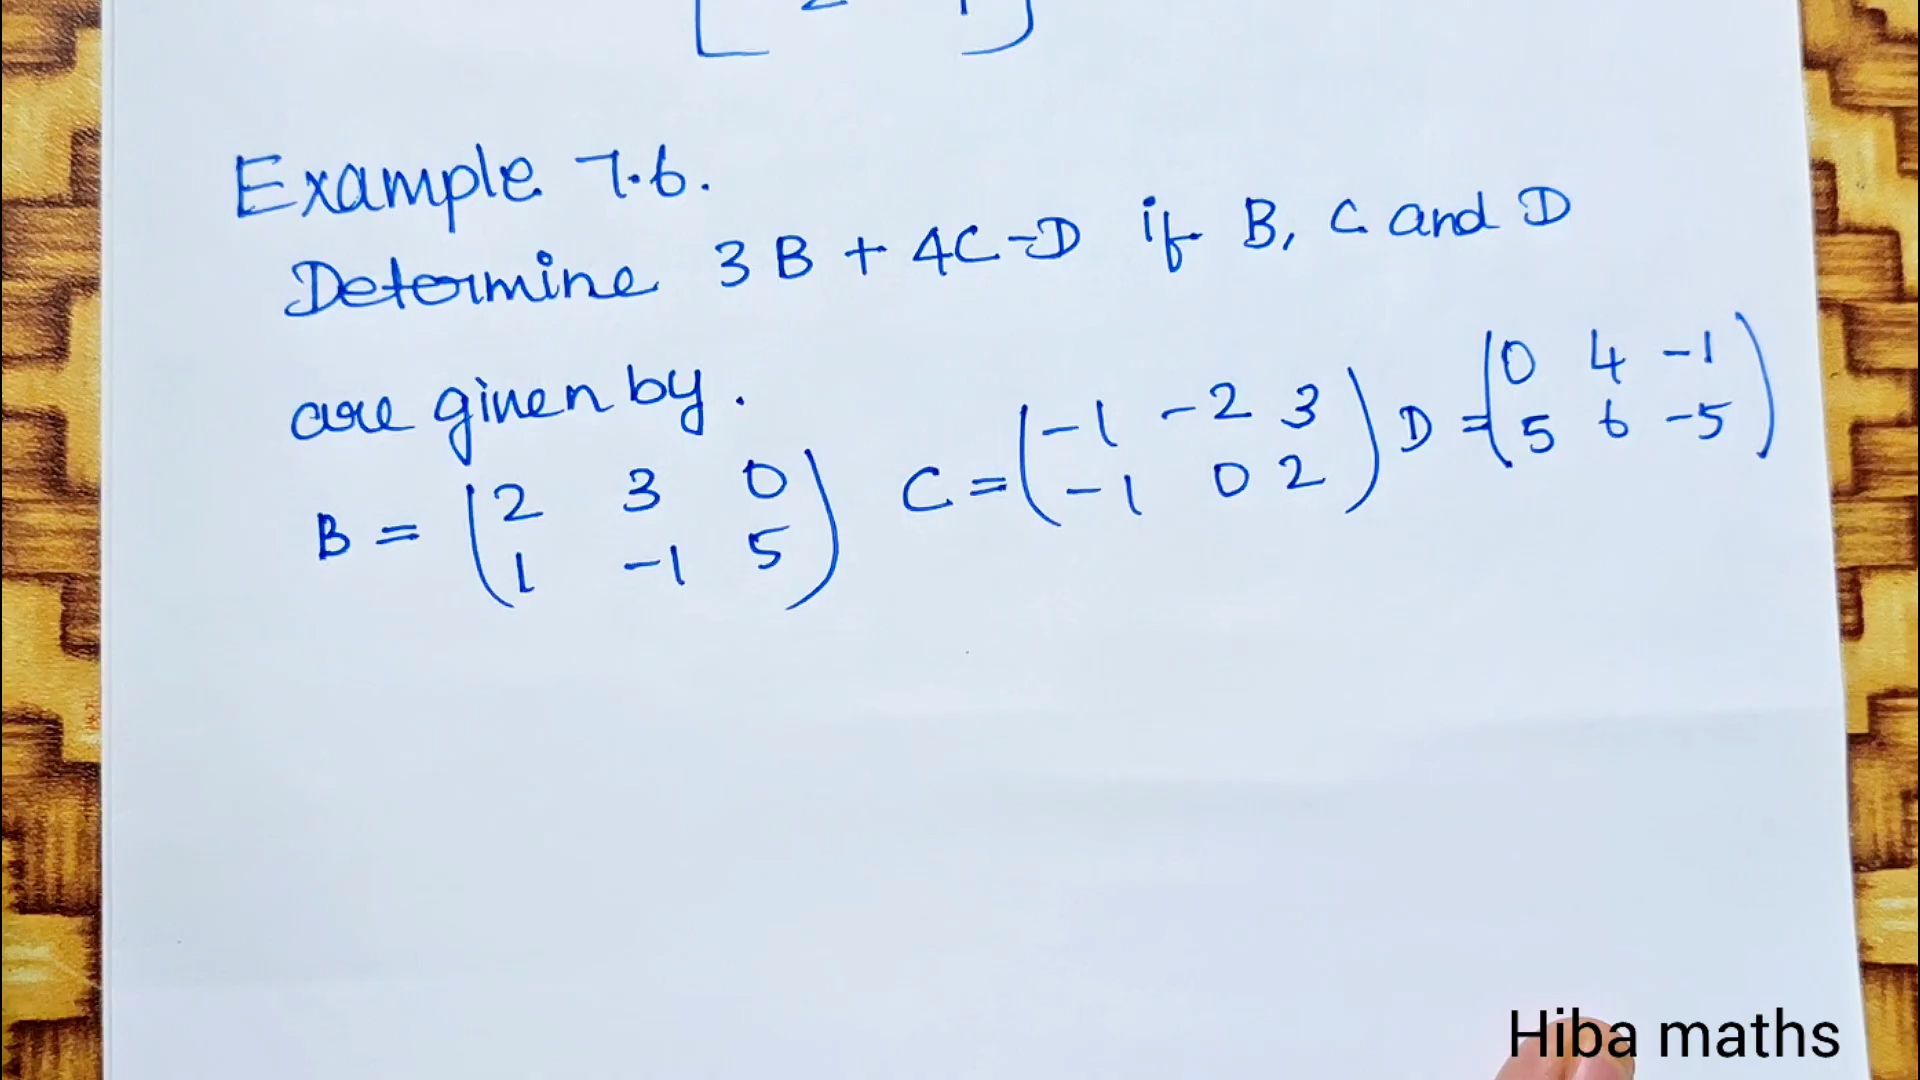 Example 7.6.
Determine 3B + 4C-D if B, C and D
are given by.
B = (2 3 0
1 -1 5) C = (-1 -2 3
-1 0 2) D = (0 4 -1
5 6 -5)
Hiba maths